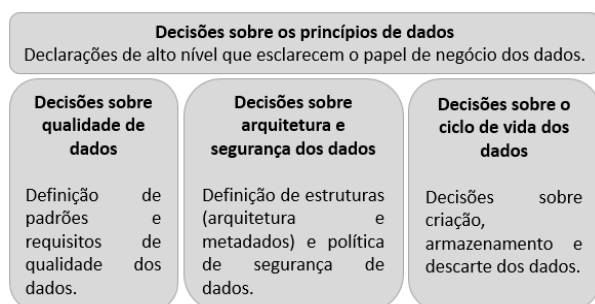 Decisões sobre os princípios de dados
Declarações de alto nível que esclarecem o papel de negócio dos dados.
Decisões sobre
qualidade de
dados
Definição de
padrões e
requisitos de
qualidade dos
dados.
Decisões sobre
arquitetura e
segurança dos dados
Definição de estruturas
(arquitetura e
metadados) e política
de segurança de
dados.
Decisões sobre o
ciclo de vida dos
dados
Decisões sobre
criação,
armazenamento e
descarte dos dados.